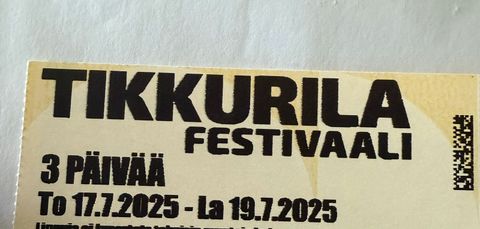 TIKKURILA
FESTIVAALI
3 PÄIVÄÄ
To 17.7.2025 - La 19.7.2025